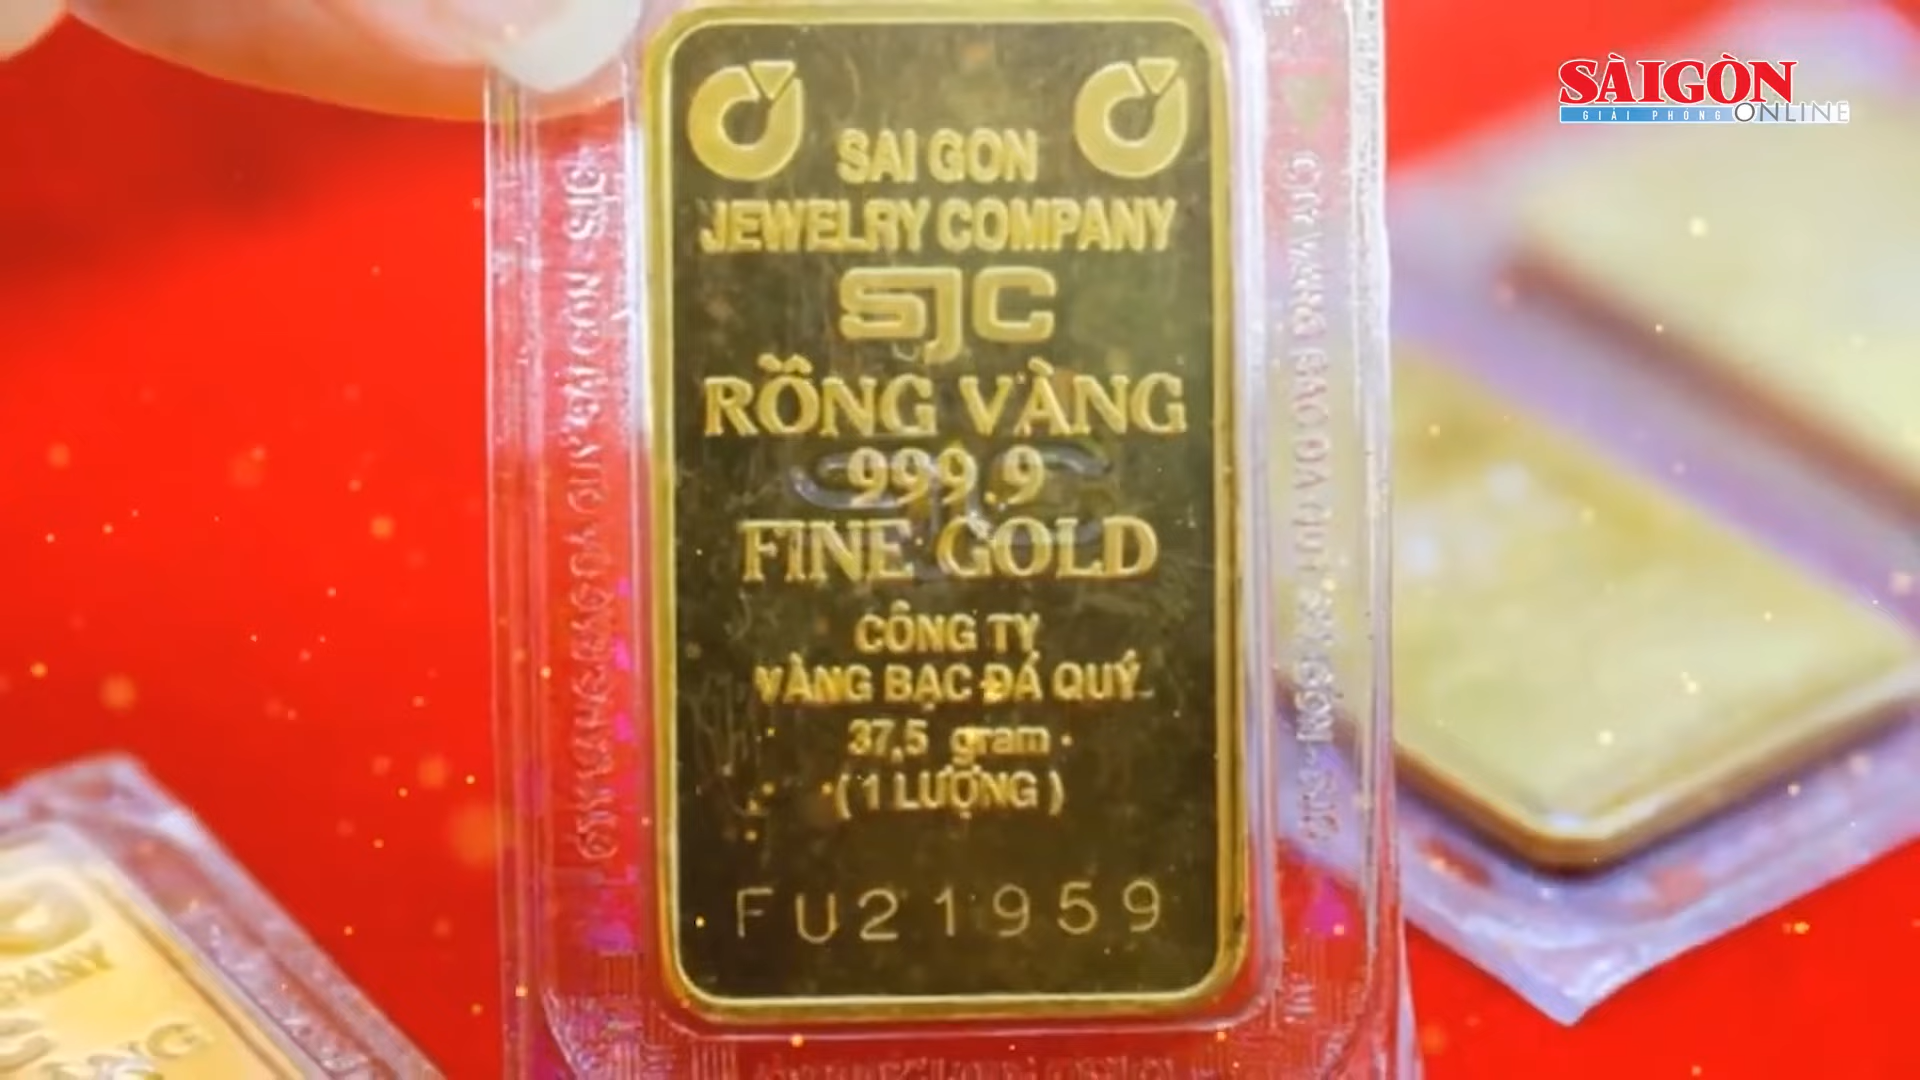 SÀIGÒN
GIẢI PHÓNG ONLINE
SAI GON
JEWELRY COMPANY
SJC
RỒNG VÀNG
999.9
FINE GOLD
CÔNG TY
VÀNG BẠC ĐÁ QUÝ
37,5 gram
( 1 LƯỢNG )
FU21959